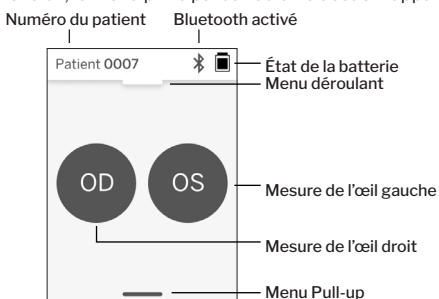 Numéro du patient Bluetooth activé
Patient 0007
État de la batterie
Menu déroulant
OD OS
Mesure de l'œil gauche
Mesure de l'œil droit
Menu Pull-up